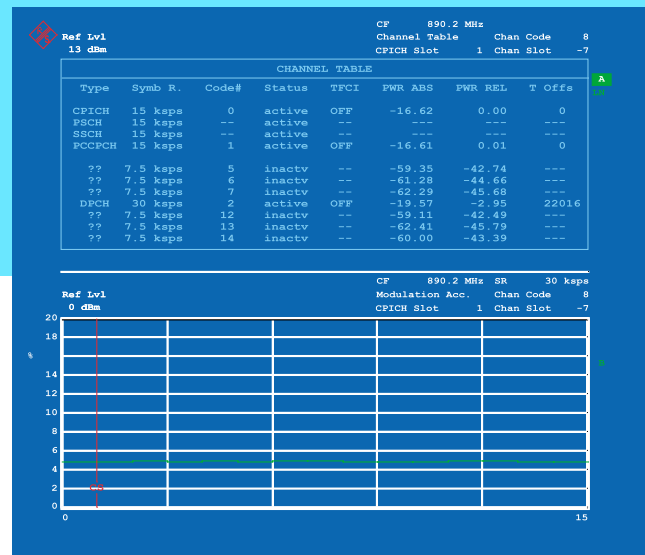 CF 890.2 MHz
Ref Lvl Channel Table Chan Code 8
13 dBm CPICH Slot 1 Chan Slot -7
CHANNEL TABLE
A
Type Symb R. Code# Status TFCI PWR ABS PWR REL T Offs
LN
CPICH 15 ksps 0 active OFF -16.62 0.00 0
PSCH 15 ksps -- active -- --- --- ---
SSCH 15 ksps -- active -- --- --- ---
PCCPCH 15 ksps 1 active OFF -16.61 0.01 0
?? 7.5 ksps 5 inactv -- -59.35 -42.74 ---
?? 7.5 ksps 6 inactv -- -61.28 -44.66 ---
?? 7.5 ksps 7 inactv -- -62.29 -45.68 ---
DPCH 30 ksps 2 active OFF -19.57 -2.95 22016
?? 7.5 ksps 12 inactv -- -59.11 -42.49 ---
?? 7.5 ksps 13 inactv -- -62.41 -45.79 ---
?? 7.5 ksps 14 inactv -- -60.00 -43.39 ---
CF 890.2 MHz SR 30 ksps
Ref Lvl Modulation Acc. Chan Code 8
0 dBm CPICH Slot 1 Chan Slot -7
20
18
%
B
14
12
10
8
6
4
2
0
0 15